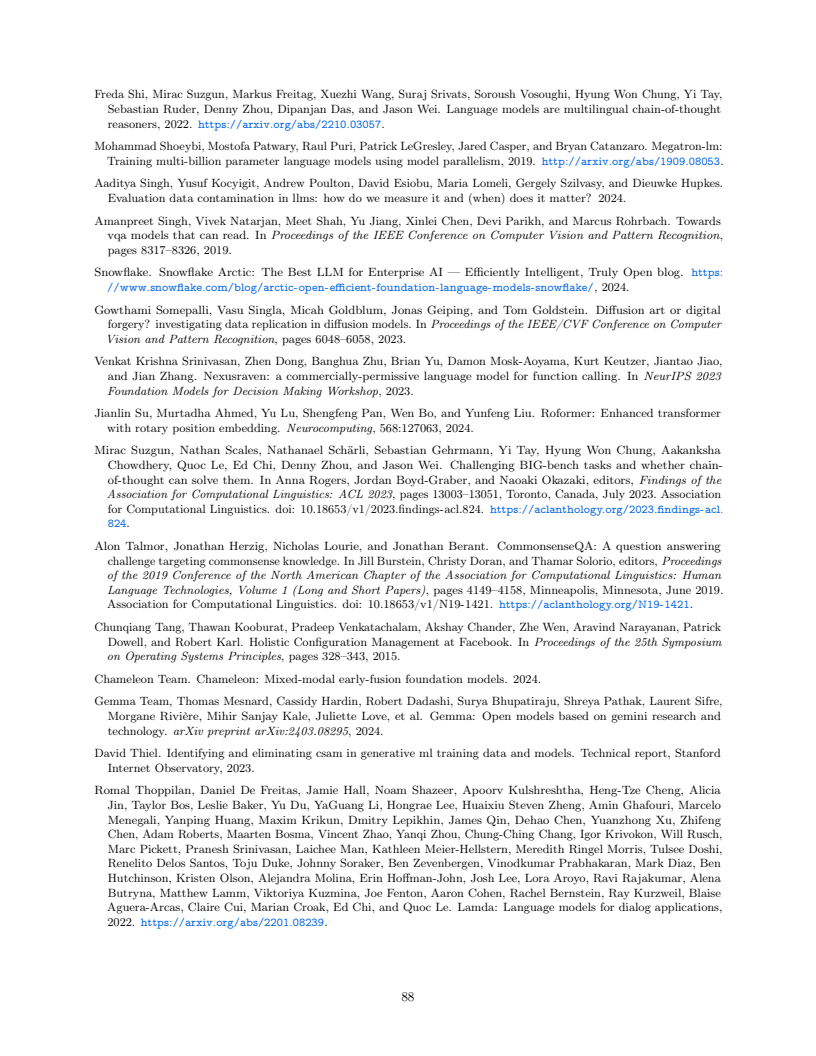 Freda Shi, Mirac Suzgun, Markus Freitag, Xuezhi Wang, Suraj Srivats, Soroush Vosoughi, Hyung Won Chung, Yi Tay,
Sebastian Ruder, Denny Zhou, Dipanjan Das, and Jason Wei. Language models are multilingual chain-of-thought
reasoners, 2022. https://arxiv.org/abs/2210.03057.
Mohammad Shoeybi, Mostofa Patwary, Raul Puri, Patrick LeGresley, Jared Casper, and Bryan Catanzaro. Megatron-lm:
Training multi-billion parameter language models using model parallelism, 2019. http://arxiv.org/abs/1909.08053.
Aaditya Singh, Yusuf Kocyigit, Andrew Poulton, David Esiobu, Maria Lomeli, Gergely Szilvasy, and Dieuwke Hupkes.
Evaluation data contamination in llms: how do we measure it and (when) does it matter? 2024.
Amanpreet Singh, Vivek Natarjan, Meet Shah, Yu Jiang, Xinlei Chen, Devi Parikh, and Marcus Rohrbach. Towards
vqa models that can read. In Proceedings of the IEEE Conference on Computer Vision and Pattern Recognition,
pages 8317–8326, 2019.
Snowflake. Snowflake Arctic: The Best LLM for Enterprise AI — Efficiently Intelligent, Truly Open blog. https:
//www.snowflake.com/blog/arctic-open-efficient-foundation-language-models-snowflake/, 2024.
Gowthami Somepalli, Vasu Singla, Micah Goldblum, Jonas Geiping, and Tom Goldstein. Diffusion art or digital
forgery? investigating data replication in diffusion models. In Proceedings of the IEEE/CVF Conference on Computer
Vision and Pattern Recognition, pages 6048–6058, 2023.
Venkat Krishna Srinivasan, Zhen Dong, Banghua Zhu, Brian Yu, Damon Mosk-Aoyama, Kurt Keutzer, Jiantao Jiao,
and Jian Zhang. Nexusraven: a commercially-permissive language model for function calling. In NeurIPS 2023
Foundation Models for Decision Making Workshop, 2023.
Jianlin Su, Murtadha Ahmed, Yu Lu, Shengfeng Pan, Wen Bo, and Yunfeng Liu. Roformer: Enhanced transformer
with rotary position embedding. Neurocomputing, 568:127063, 2024.
Mirac Suzgun, Nathan Scales, Nathanael Schärli, Sebastian Gehrmann, Yi Tay, Hyung Won Chung, Aakanksha
Chowdhery, Quoc Le, Ed Chi, Denny Zhou, and Jason Wei. Challenging BIG-bench tasks and whether chain-
of-thought can solve them. In Anna Rogers, Jordan Boyd-Graber, and Naoaki Okazaki, editors, Findings of the
Association for Computational Linguistics: ACL 2023, pages 13003–13051, Toronto, Canada, July 2023. Association
for Computational Linguistics. doi: 10.18653/v1/2023.findings-acl.824. https://aclanthology.org/2023.findings-acl.
824.
Alon Talmor, Jonathan Herzig, Nicholas Lourie, and Jonathan Berant. CommonsenseQA: A question answering
challenge targeting commonsense knowledge. In Jill Burstein, Christy Doran, and Thamar Solorio, editors, Proceedings
of the 2019 Conference of the North American Chapter of the Association for Computational Linguistics: Human
Language Technologies, Volume 1 (Long and Short Papers), pages 4149–4158, Minneapolis, Minnesota, June 2019.
Association for Computational Linguistics. doi: 10.18653/v1/N19-1421. https://aclanthology.org/N19-1421.
Chunqiang Tang, Thawan Kooburat, Pradeep Venkatachalam, Akshay Chander, Zhe Wen, Aravind Narayanan, Patrick
Dowell, and Robert Karl. Holistic Configuration Management at Facebook. In Proceedings of the 25th Symposium
on Operating Systems Principles, pages 328–343, 2015.
Chameleon Team. Chameleon: Mixed-modal early-fusion foundation models. 2024.
Gemma Team, Thomas Mesnard, Cassidy Hardin, Robert Dadashi, Surya Bhupatiraju, Shreya Pathak, Laurent Sifre,
Morgane Rivière, Mihir Sanjay Kale, Juliette Love, et al. Gemma: Open models based on gemini research and
technology. arXiv preprint arXiv:2403.08295, 2024.
David Thiel. Identifying and eliminating csam in generative ml training data and models. Technical report, Stanford
Internet Observatory, 2023.
Romal Thoppilan, Daniel De Freitas, Jamie Hall, Noam Shazeer, Apoorv Kulshreshtha, Heng-Tze Cheng, Alicia
Jin, Taylor Bos, Leslie Baker, Yu Du, YaGuang Li, Hongrae Lee, Huaixiu Steven Zheng, Amin Ghafouri, Marcelo
Menegali, Yanping Huang, Maxim Krikun, Dmitry Lepikhin, James Qin, Dehao Chen, Yuanzhong Xu, Zhifeng
Chen, Adam Roberts, Maarten Bosma, Vincent Zhao, Yanqi Zhou, Chung-Ching Chang, Igor Krivokon, Will Rusch,
Marc Pickett, Pranesh Srinivasan, Laichee Man, Kathleen Meier-Hellstern, Meredith Ringel Morris, Tulsee Doshi,
Renelito Delos Santos, Toju Duke, Johnny Soraker, Ben Zevenbergen, Vinodkumar Prabhakaran, Mark Diaz, Ben
Hutchinson, Kristen Olson, Alejandra Molina, Erin Hoffman-John, Josh Lee, Lora Aroyo, Ravi Rajakumar, Alena
Butryna, Matthew Lamm, Viktoriya Kuzmina, Joe Fenton, Aaron Cohen, Rachel Bernstein, Ray Kurzweil, Blaise
Aguera-Arcas, Claire Cui, Marian Croak, Ed Chi, and Quoc Le. Lamda: Language models for dialog applications,
2022. https://arxiv.org/abs/2201.08239.
88